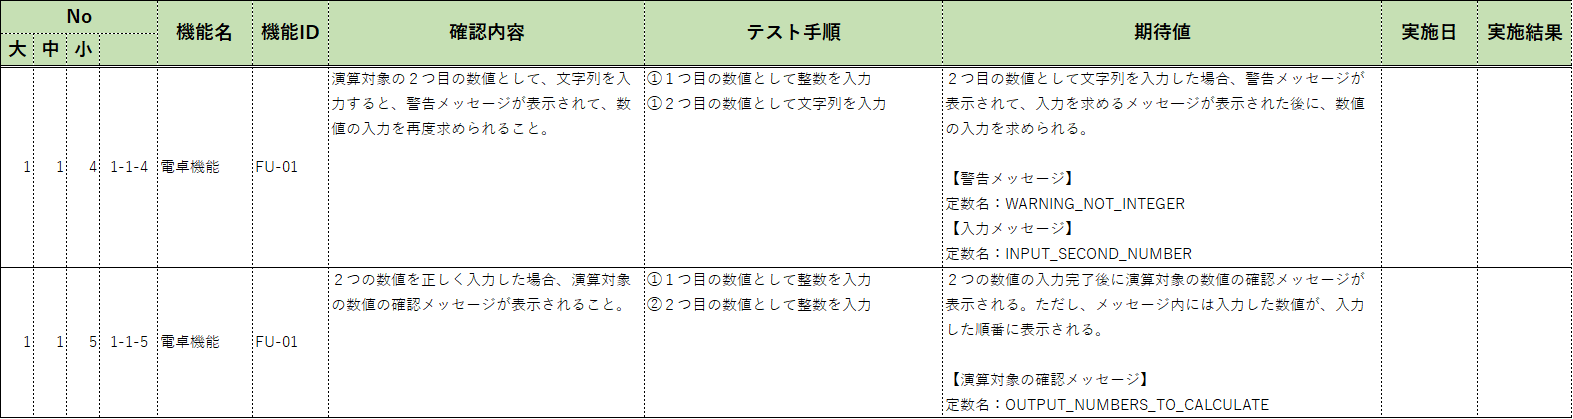 No
大 中 小
機能名 機能ID 確認内容 テスト手順 期待値 実施日 実施結果
1 1 4 1-1-4 電卓機能 FU-01
演算対象の２つ目の数値として、文字列を入
力すると、警告メッセージが表示されて、数
値の入力を再度求められること。
①１つ目の数値として整数を入力
①２つ目の数値として文字列を入力
２つ目の数値として文字列を入力した場合、警告メッセージが
表示されて、入力を求めるメッセージが表示された後に、数値
の入力を求められる。
【警告メッセージ】
定数名：WARNING_NOT_INTEGER
【入力メッセージ】
定数名：INPUT_SECOND_NUMBER
1 1 5 1-1-5 電卓機能 FU-01
２つの数値を正しく入力した場合、演算対象
の数値の確認メッセージが表示されること。
①１つ目の数値として整数を入力
②２つ目の数値として整数を入力
２つの数値の入力完了後に演算対象の数値の確認メッセージが
表示される。ただし、メッセージ内には入力した数値が、入力
した順番に表示される。
【演算対象の確認メッセージ】
定数名：OUTPUT_NUMBERS_TO_CALCULATE